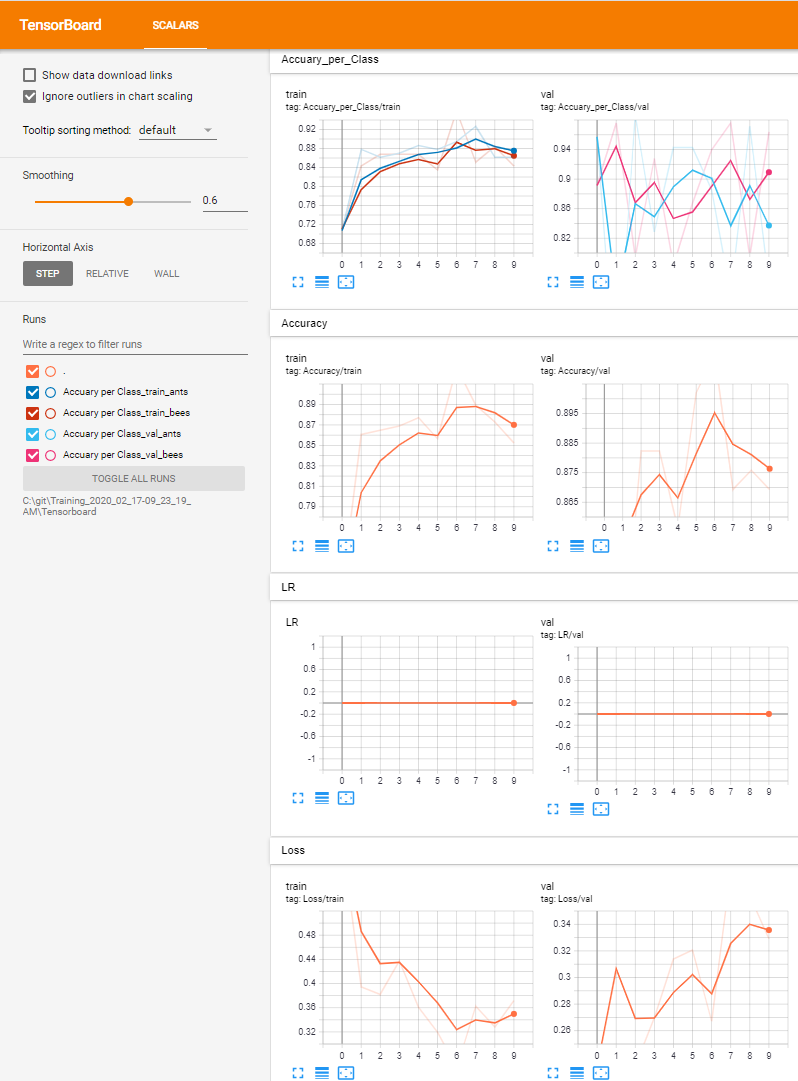 TensorBoard
SCALARS
Show data download links
Ignore outliers in chart scaling
Tooltip sorting method: default
Smoothing
0.6
Horizontal Axis
STEP RELATIVE WALL
Runs
Write a regex to filter runs
.
Accuary per Class_train_ants
Accuary per Class_train_bees
Accuary per Class_val_ants
Accuary per Class_val_bees
TOGGLE ALL RUNS
C:\git\Training_2020_02_17-09_23_19_
AM\Tensorboard
Accuary_per_Class
train
tag: Accuary_per_Class/train
0.92
0.88
0.84
0.8
0.76
0.72
0.68
0 1 2 3 4 5 6 7 8 9
val
tag: Accuary_per_Class/val
0.94
0.9
0.86
0.82
0 1 2 3 4 5 6 7 8 9
Accuracy
train
tag: Accuracy/train
0.89
0.87
0.85
0.83
0.81
0.79
0 1 2 3 4 5 6 7 8 9
val
tag: Accuracy/val
0.895
0.885
0.875
0.865
0 1 2 3 4 5 6 7 8 9
LR
LR
1
0.6
0.2
-0.2
-0.6
-1
0 1 2 3 4 5 6 7 8 9
val
tag: LR/val
1
0.6
0.2
-0.2
-0.6
-1
0 1 2 3 4 5 6 7 8 9
Loss
train
tag: Loss/train
0.48
0.44
0.4
0.36
0.32
0 1 2 3 4 5 6 7 8 9
val
tag: Loss/val
0.34
0.32
0.3
0.28
0.26
0 1 2 3 4 5 6 7 8 9